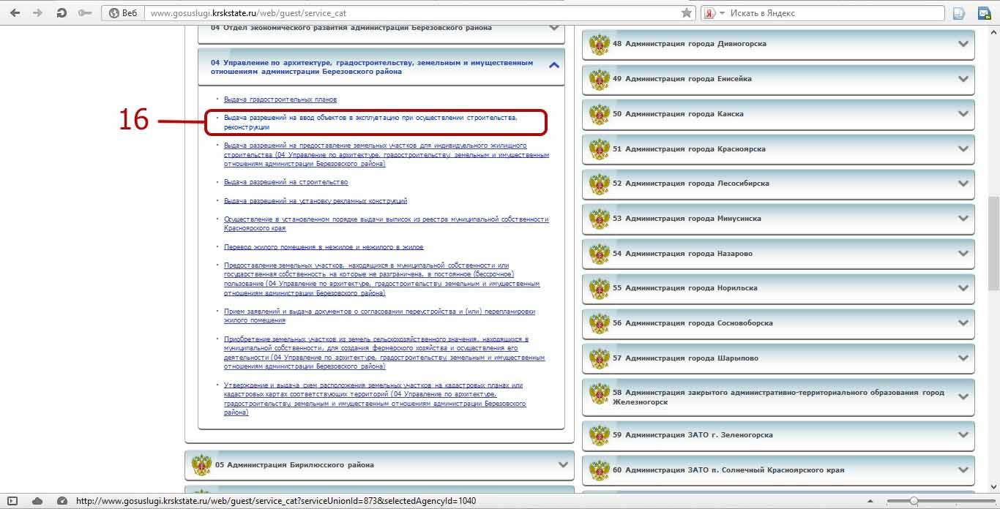 Веб
www.gosuslugi.krskstate.ru/web/guest/service_cat
Искать в Яндекс
04 Отдел экономического развития администрации Березовского района
04 Управление по архитектуре, градостроительству, земельным и имущественным
отношениям администрации Березовского района
Выдача градостроительных планов
16
Выдача разрешений на ввод объектов в эксплуатацию при осуществлении строительства,
реконструкции
Выдача разрешений на предоставление земельных участков для индивидуального жилищного
строительства (04 Управление по архитектуре, градостроительству, земельным и имущественным
отношениям администрации Березовского района)
Выдача разрешений на строительство
Выдача разрешений на установку рекламных конструкций
Осуществление в установленном порядке выдачи выписок из реестра муниципальной собственности
Красноярского края
Перевод жилого помещения в нежилое и нежилого в жилое
Предоставление земельных участков, находящихся в муниципальной собственности или
государственная собственность на которые не разграничена, в постоянное (бессрочное)
пользование (04 Управление по архитектуре, градостроительству, земельным и имущественным
отношениям администрации Березовского района)
Прием заявлений и выдача документов о согласовании переустройства и (или) перепланировки
жилого помещения
Приобретение земельных участков из земель сельскохозяйственного значения, находящихся в
муниципальной собственности, для создания фермерского хозяйства и осуществления его
деятельности (04 Управление по архитектуре, градостроительству, земельным и имущественным
отношениям администрации Березовского района)
Утверждение и выдача схем расположения земельных участков на кадастровых планах или
кадастровых картах соответствующих территорий (04 Управление по архитектуре,
градостроительству, земельным и имущественным отношениям администрации Березовского
района)
05 Администрация Бирилюсского района
48 Администрация города Дивногорска
49 Администрация города Енисейка
50 Администрация города Канска
51 Администрация города Красноярска
52 Администрация города Лесосибирска
53 Администрация города Минусинска
54 Администрация города Назарово
55 Администрация города Норильска
56 Администрация города Сосновоборска
57 Администрация города Шарыпово
58 Администрация закрытого административно-территориального образования город
Железногорск
59 Администрация ЗАТО г. Зеленогорска
60 Администрация ЗАТО п. Солнечный Красноярского края
http://www.gosuslugi.krskstate.ru/web/guest/service_cat?serviceUnionId=873&selectedAgencyId=1040